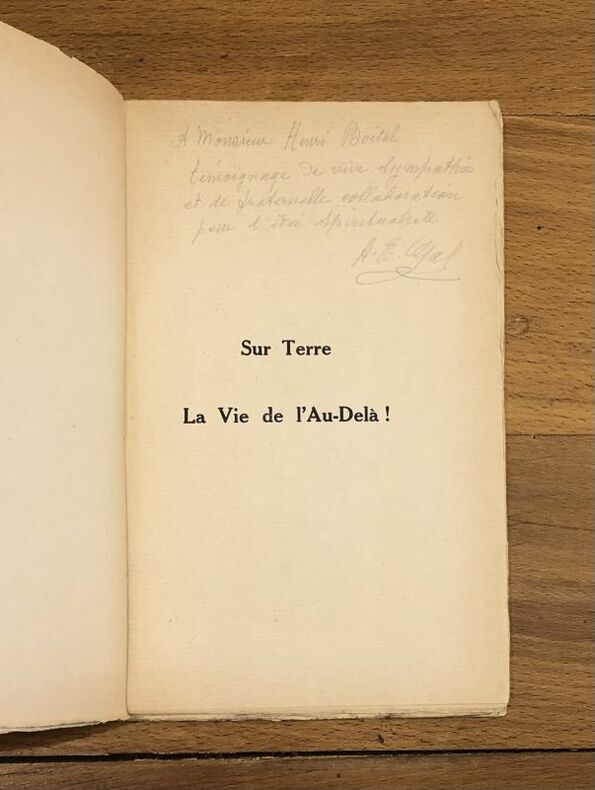 A Monsieur Henri Boitel
témoignage de vive sympathie
et de fraternelle collaboration
pour l'idée spiritualiste
A. E. Gal
Sur Terre
La Vie de l'Au-Delà !